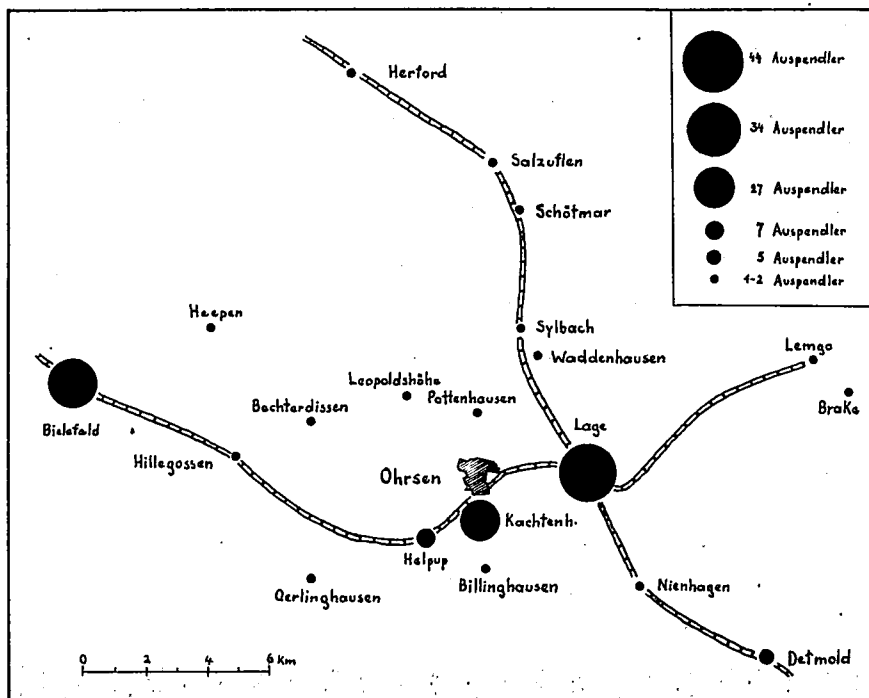 44 Auspendler
34 Auspendler
27 Auspendler
7 Auspendler
5 Auspendler
1-2 Auspendler
Herford
Salzuflen
Schötmar
Heepen
Sylbach
Waddenhausen
Lemgo
Leopoldshöhe
Brake
Bechterdissen
Pottenhausen
Bielefeld
Lage
Hillegossen
Ohrsen
Kachtenh.
Helpup
Billinghausen
Oerlinghausen
Nienhagen
Detmold
0 2 4 6 Km